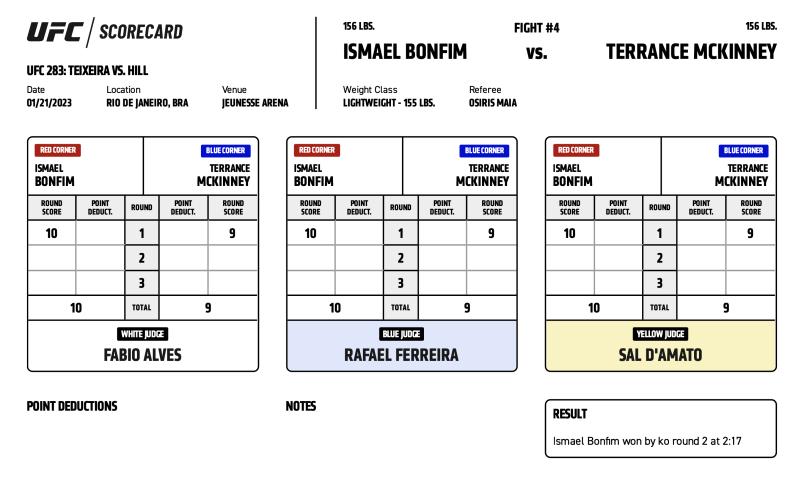 UFC SCORECARD
UFC 283: TEIXEIRA VS. HILL
Date Location Venue
01/21/2023 RIO DE JANEIRO, BRA JEUNESSE ARENA
156 LBS. FIGHT #4 156 LBS.
ISMAEL BONFIM VS. TERRANCE MCKINNEY
Weight Class Referee
LIGHTWEIGHT - 155 LBS. OSIRIS MAIA
RED CORNER BLUE CORNER
ISMAEL TERRANCE
BONFIM MCKINNEY
ROUND POINT ROUND POINT ROUND
SCORE DEDUCT. DEDUCT. SCORE
10 1 9
2
3
10 TOTAL 9
WHITE JUDGE
FABIO ALVES
RED CORNER BLUE CORNER
ISMAEL TERRANCE
BONFIM MCKINNEY
ROUND POINT ROUND POINT ROUND
SCORE DEDUCT. DEDUCT. SCORE
10 1 9
2
3
10 TOTAL 9
BLUE JUDGE
RAFAEL FERREIRA
RED CORNER BLUE CORNER
ISMAEL TERRANCE
BONFIM MCKINNEY
ROUND POINT ROUND POINT ROUND
SCORE DEDUCT. DEDUCT. SCORE
10 1 9
2
3
10 TOTAL 9
YELLOW JUDGE
SAL D'AMATO
POINT DEDUCTIONS
NOTES
RESULT
Ismael Bonfim won by ko round 2 at 2:17